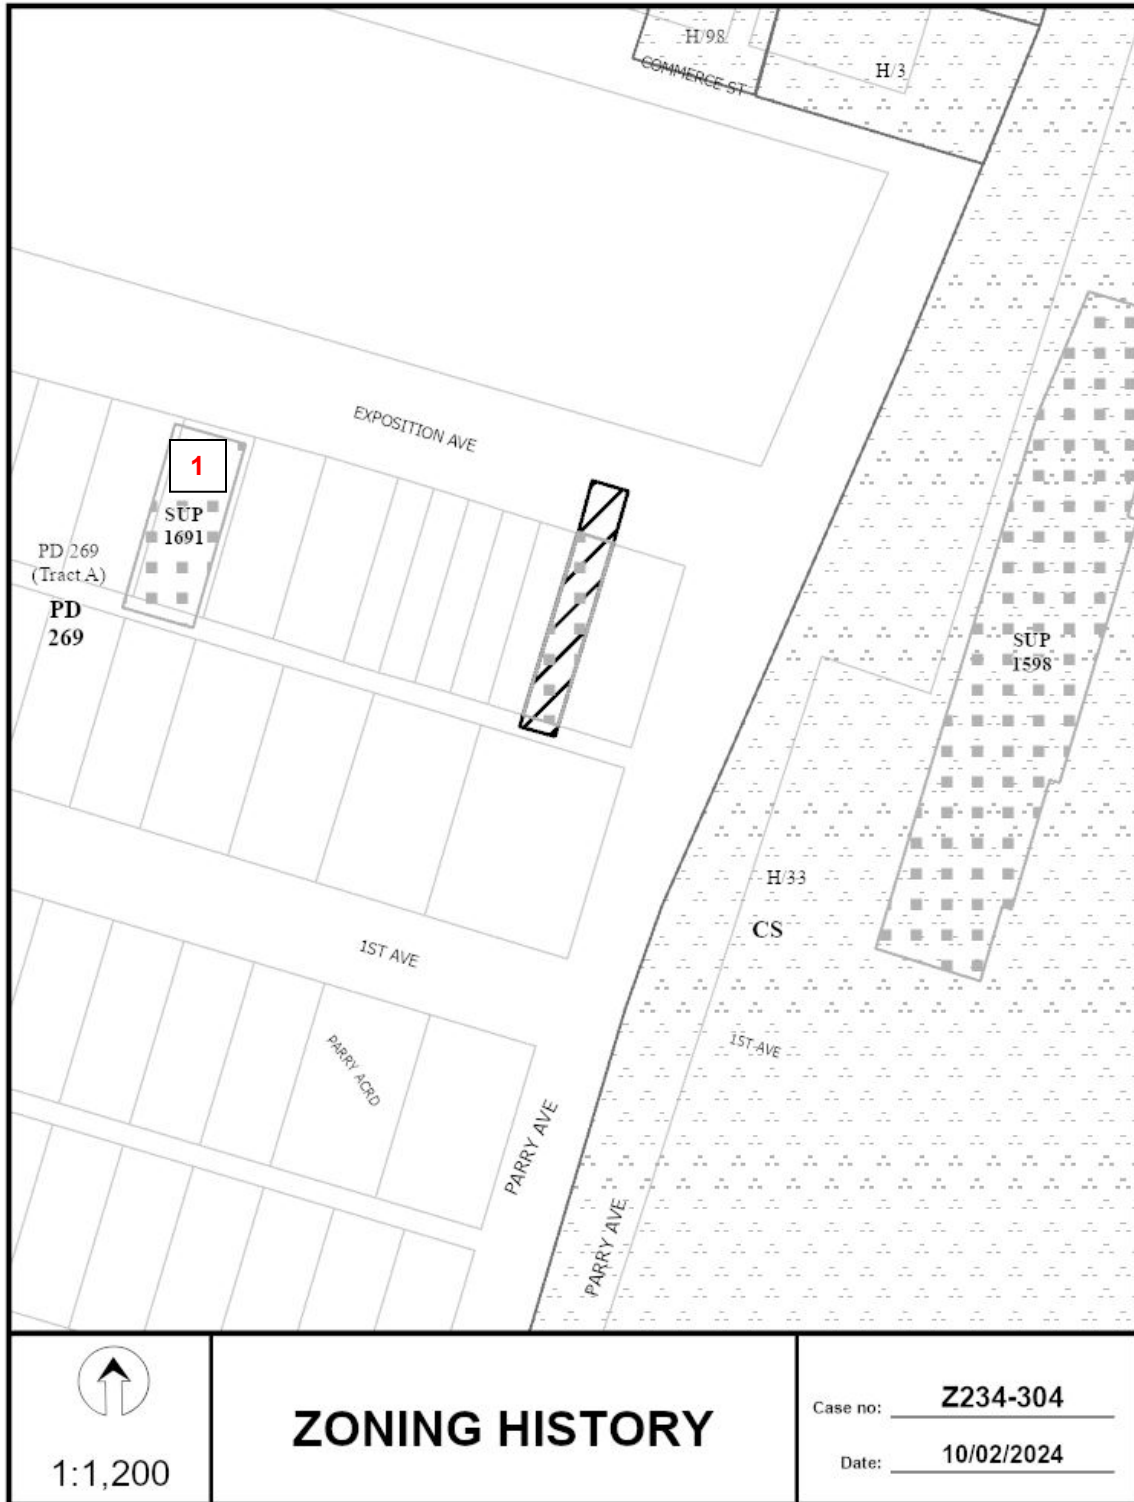 H/98
COMMERCE ST
H/3
EXPOSITION AVE
1
SUP
1691
PD 269
(Tract A)
PD
269
SUP
1598
H/33
CS
1ST AVE
1ST AVE
PARRY ACRD
PARRY AVE
PARRY AVE
1:1,200
ZONING HISTORY
Case no: Z234-304
Date: 10/02/2024